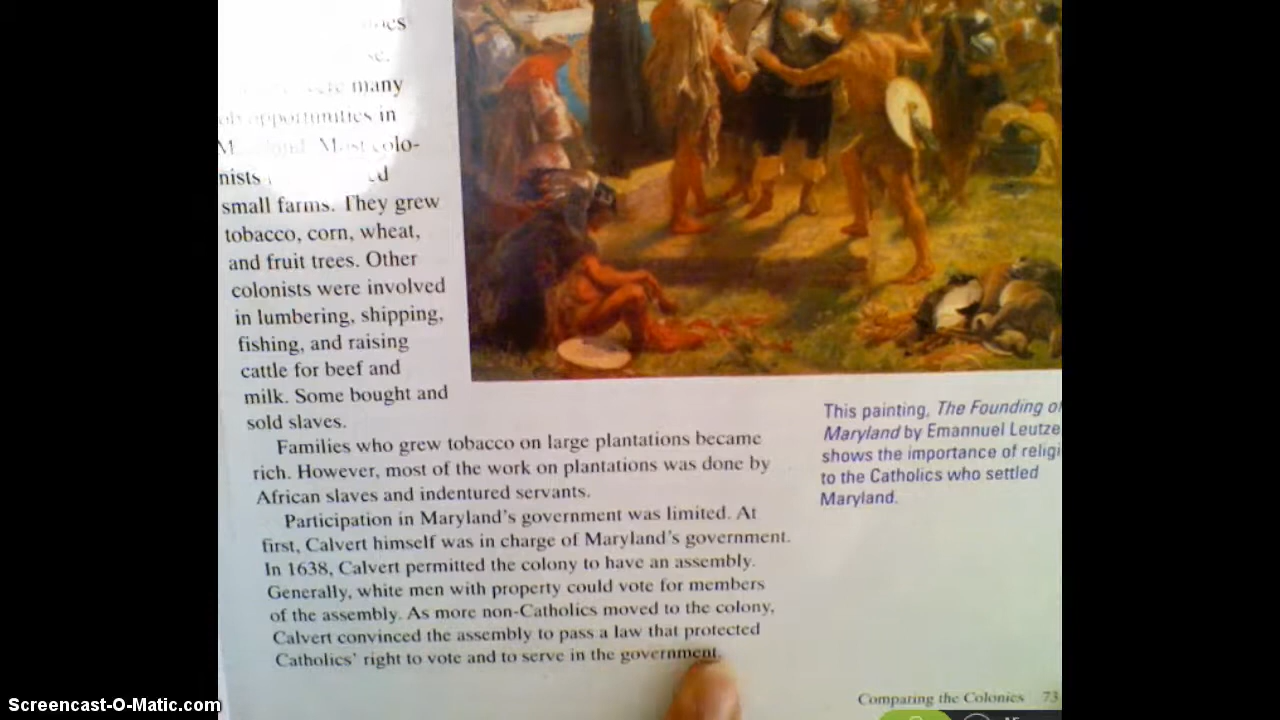 many
opportunities in
Most colo-
nists
small farms. They grew
tobacco, corn, wheat,
and fruit trees. Other
colonists were involved
in lumbering, shipping,
fishing, and raising
cattle for beef and
milk. Some bought and
sold slaves.
Families who grew tobacco on large plantations became
rich. However, most of the work on plantations was done by
African slaves and indentured servants.
Participation in Maryland's government was limited. At
first, Calvert himself was in charge of Maryland's government.
In 1638, Calvert permitted the colony to have an assembly.
Generally, white men with property could vote for members
of the assembly. As more non-Catholics moved to the colony,
Calvert convinced the assembly to pass a law that protected
Catholics' right to vote and to serve in the government.
This painting, The Founding of
Maryland by Emannuel Leutze
shows the importance of religi
to the Catholics who settled
Maryland.
Comparing the Colonies 73
Screencast-O-Matic.com